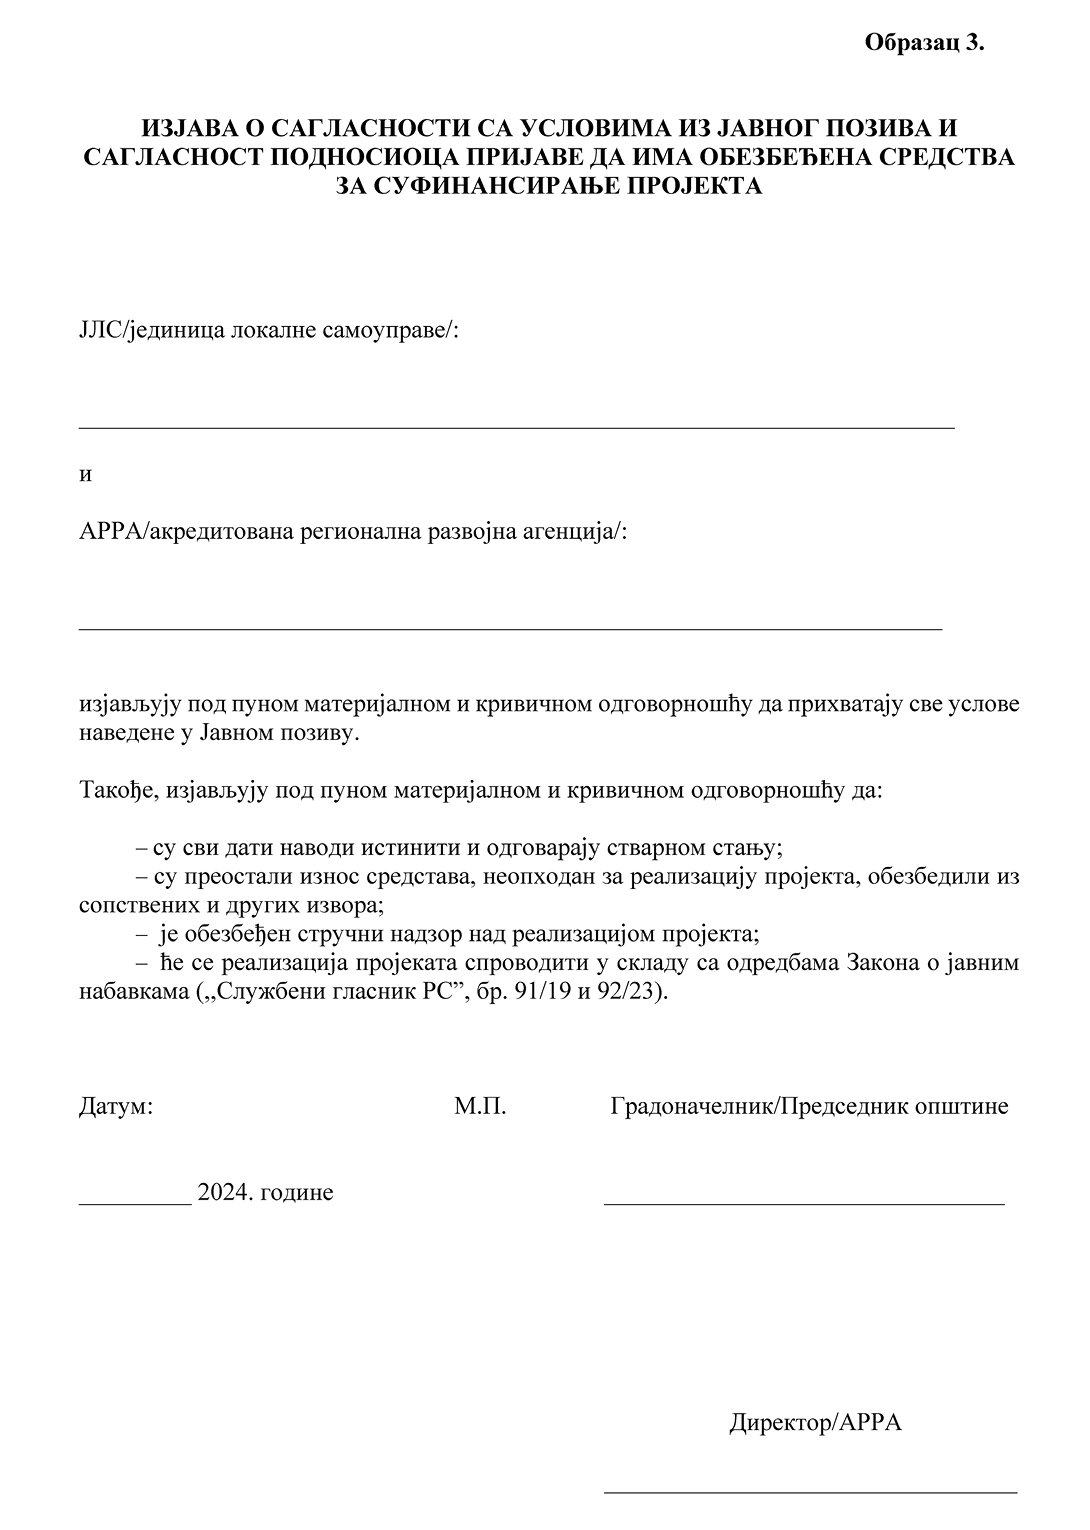 Образац 3.
ИЗЈАВА О САГЛАСНОСТИ СА УСЛОВИМА ИЗ ЈАВНОГ ПОЗИВА И
САГЛАСНОСТ ПОДНОСИОЦА ПРИЈАВЕ ДА ИМА ОБЕЗБЕЂЕНА СРЕДСТВА
ЗА СУФИНАНСИРАЊЕ ПРОЈЕКТА
ЈЛС/јединица локалне самоуправе/:
и
АРРА/акредитована регионална развојна агенција/:
изјављују под пуном материјалном и кривичном одговорношћу да прихватају све услове
наведене у Јавном позиву.
Такође, изјављују под пуном материјалном и кривичном одговорношћу да:
– су сви дати наводи истинити и одговарају стварном стању;
– су преостали износ средстава, неопходан за реализацију пројекта, обезбедили из
сопствених и других извора;
– је обезбеђен стручни надзор над реализацијом пројекта;
– ће се реализација пројеката спроводити у складу са одредбама Закона о јавним
набавкама (,,Службени гласник РС”, бр. 91/19 и 92/23).
Датум: М.П. Градоначелник/Председник општине
_________ 2024. године ________________________________
Директор/АРРА